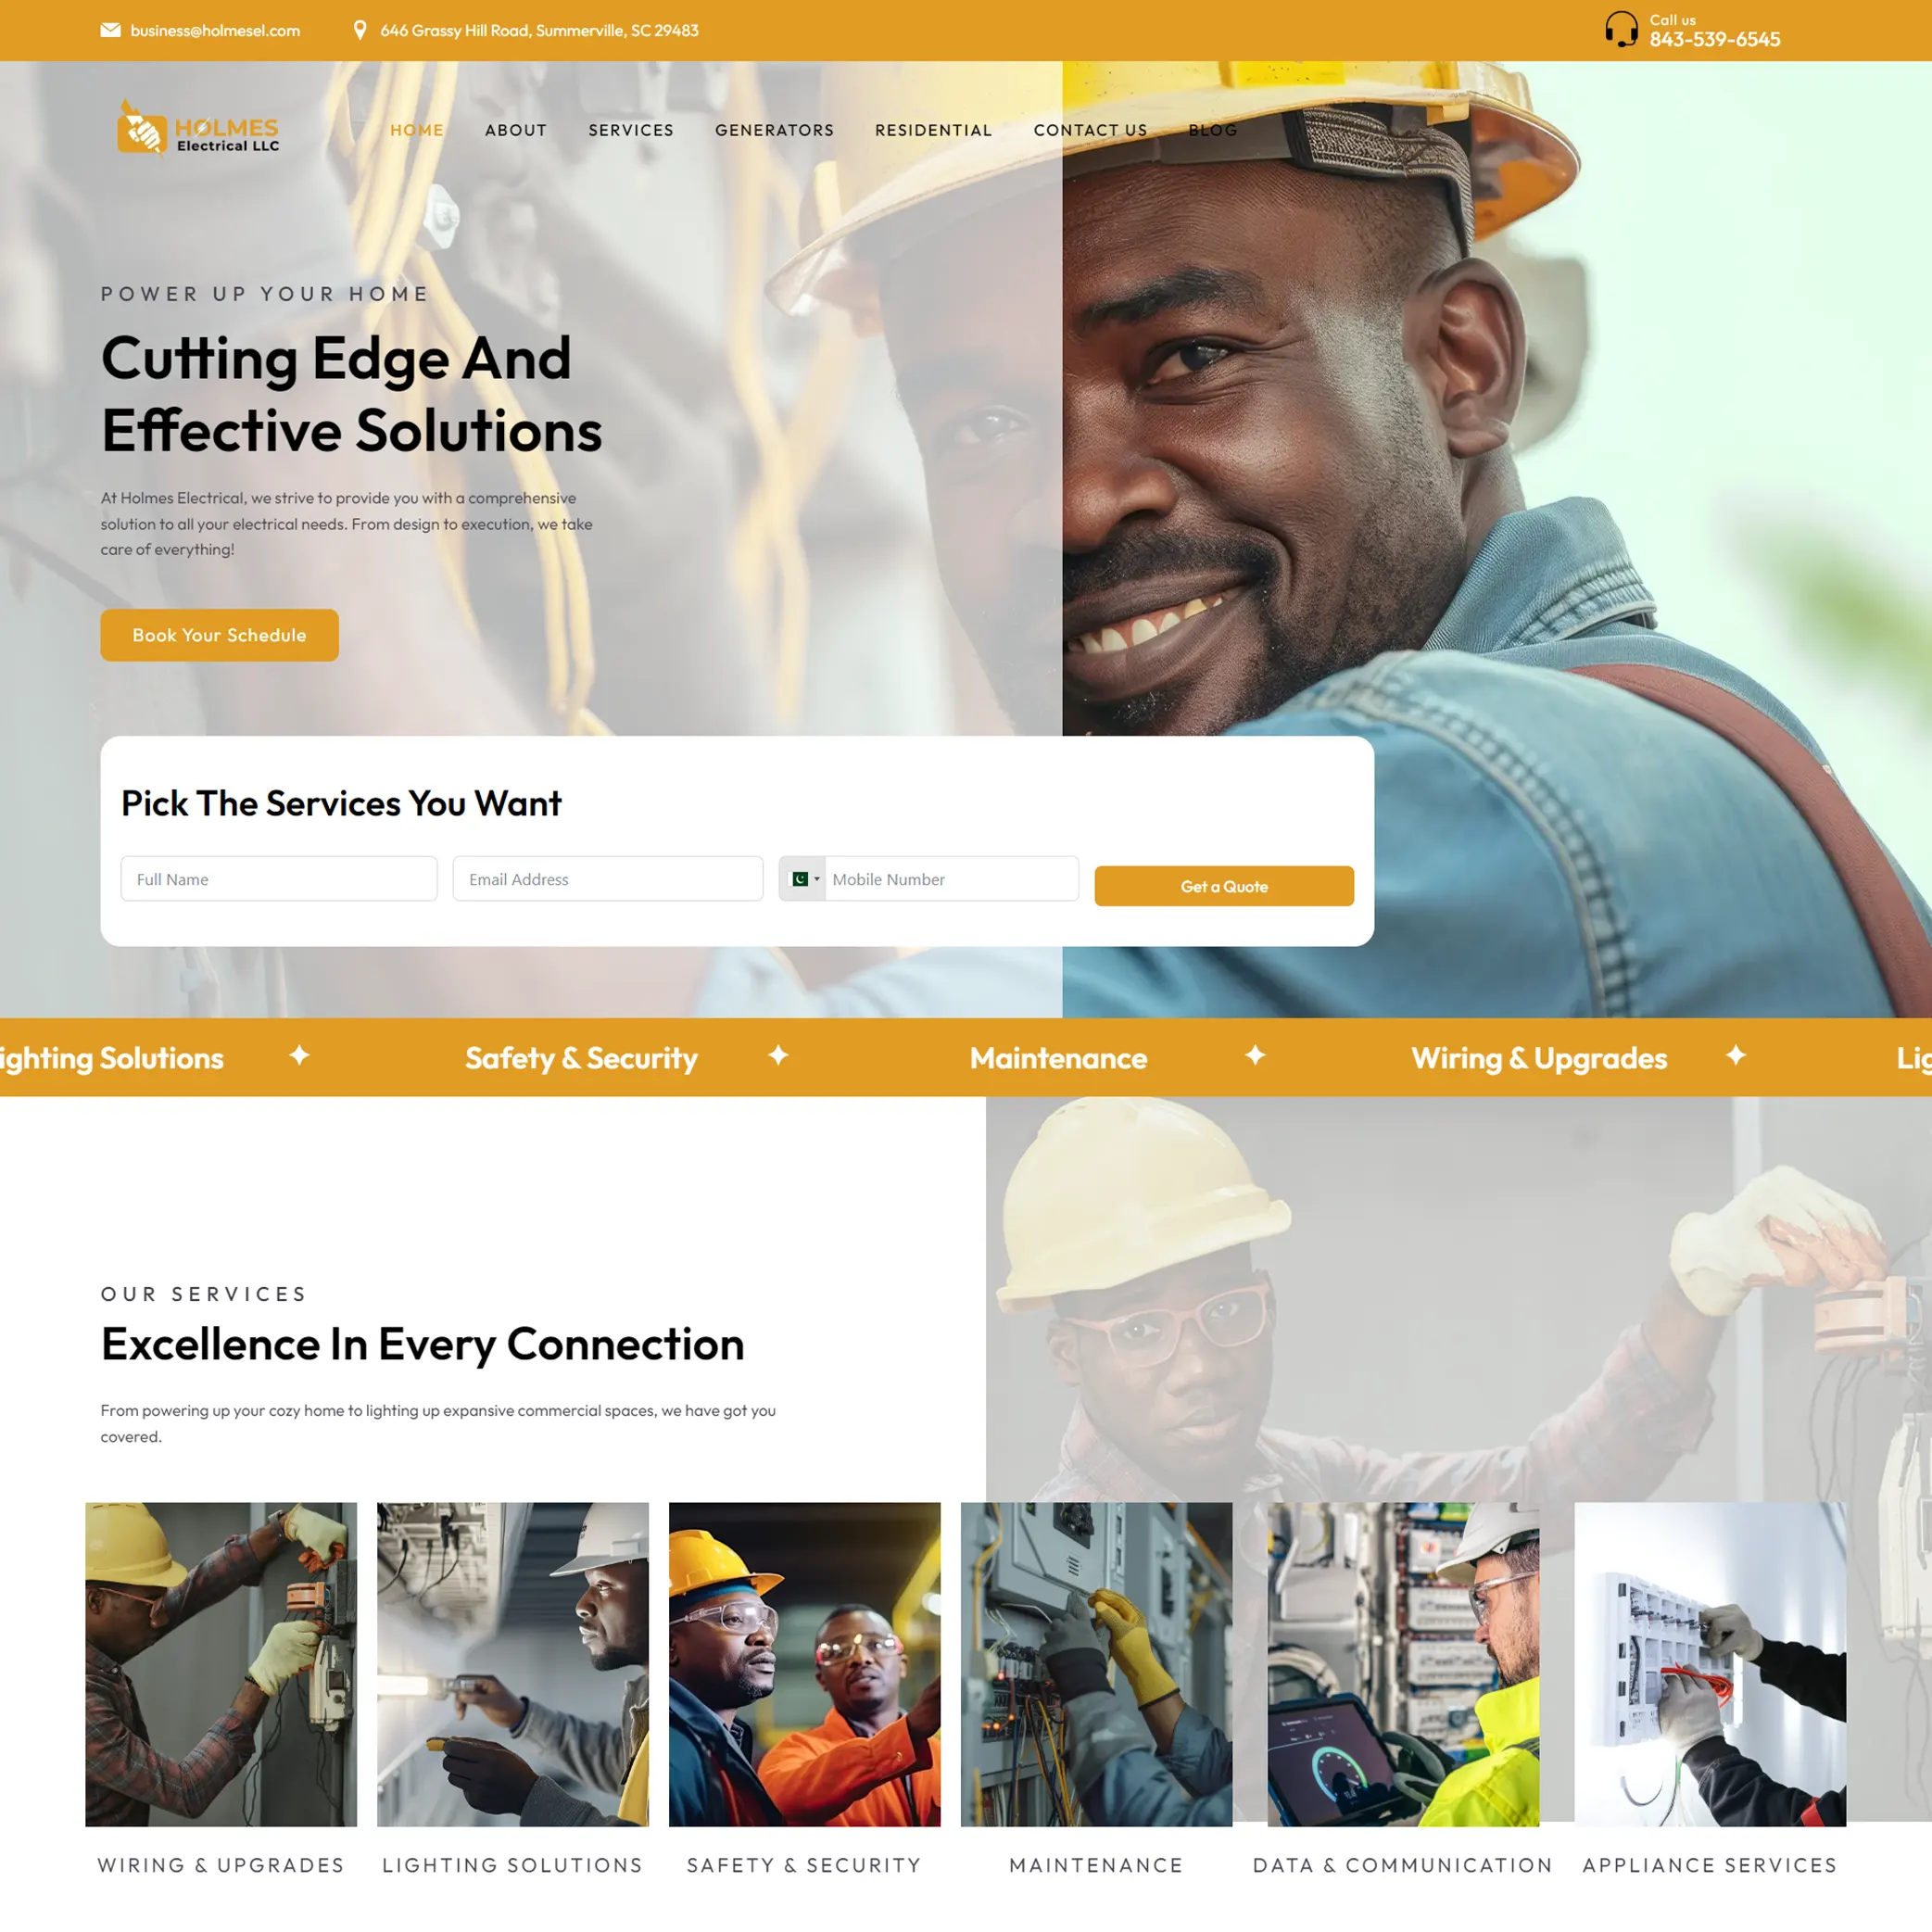 business@holmesel.com
646 Grassy Hill Road, Summerville, SC 29483
Call us
843-539-6545
HOLMES
Electrical LLC
HOME ABOUT SERVICES GENERATORS RESIDENTIAL CONTACT US BLOG
POWER UP YOUR HOME
Cutting Edge And
Effective Solutions
At Holmes Electrical, we strive to provide you with a comprehensive
solution to all your electrical needs. From design to execution, we take
care of everything!
Book Your Schedule
Pick The Services You Want
Full Name
Email Address
Mobile Number
Get a Quote
ighting Solutions ✦ Safety & Security ✦ Maintenance ✦ Wiring & Upgrades ✦ Lig
OUR SERVICES
Excellence In Every Connection
From powering up your cozy home to lighting up expansive commercial spaces, we have got you
covered.
WIRING & UPGRADES
LIGHTING SOLUTIONS
SAFETY & SECURITY
MAINTENANCE
DATA & COMMUNICATION
APPLIANCE SERVICES